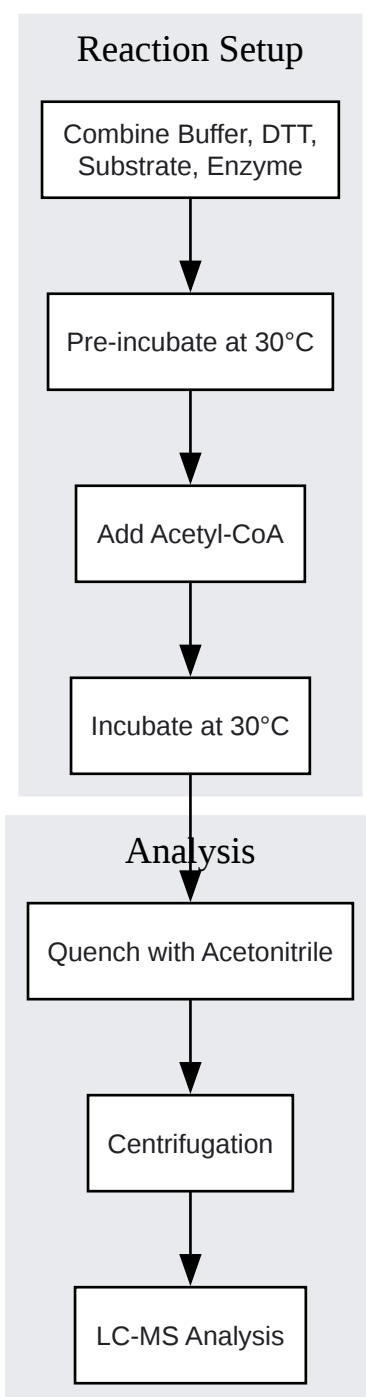 Reaction Setup
Combine Buffer, DTT,
Substrate, Enzyme
Pre-incubate at 30°C
Add Acetyl-CoA
Incubate at 30°C
Analysis
Quench with Acetonitrile
Centrifugation
LC-MS Analysis